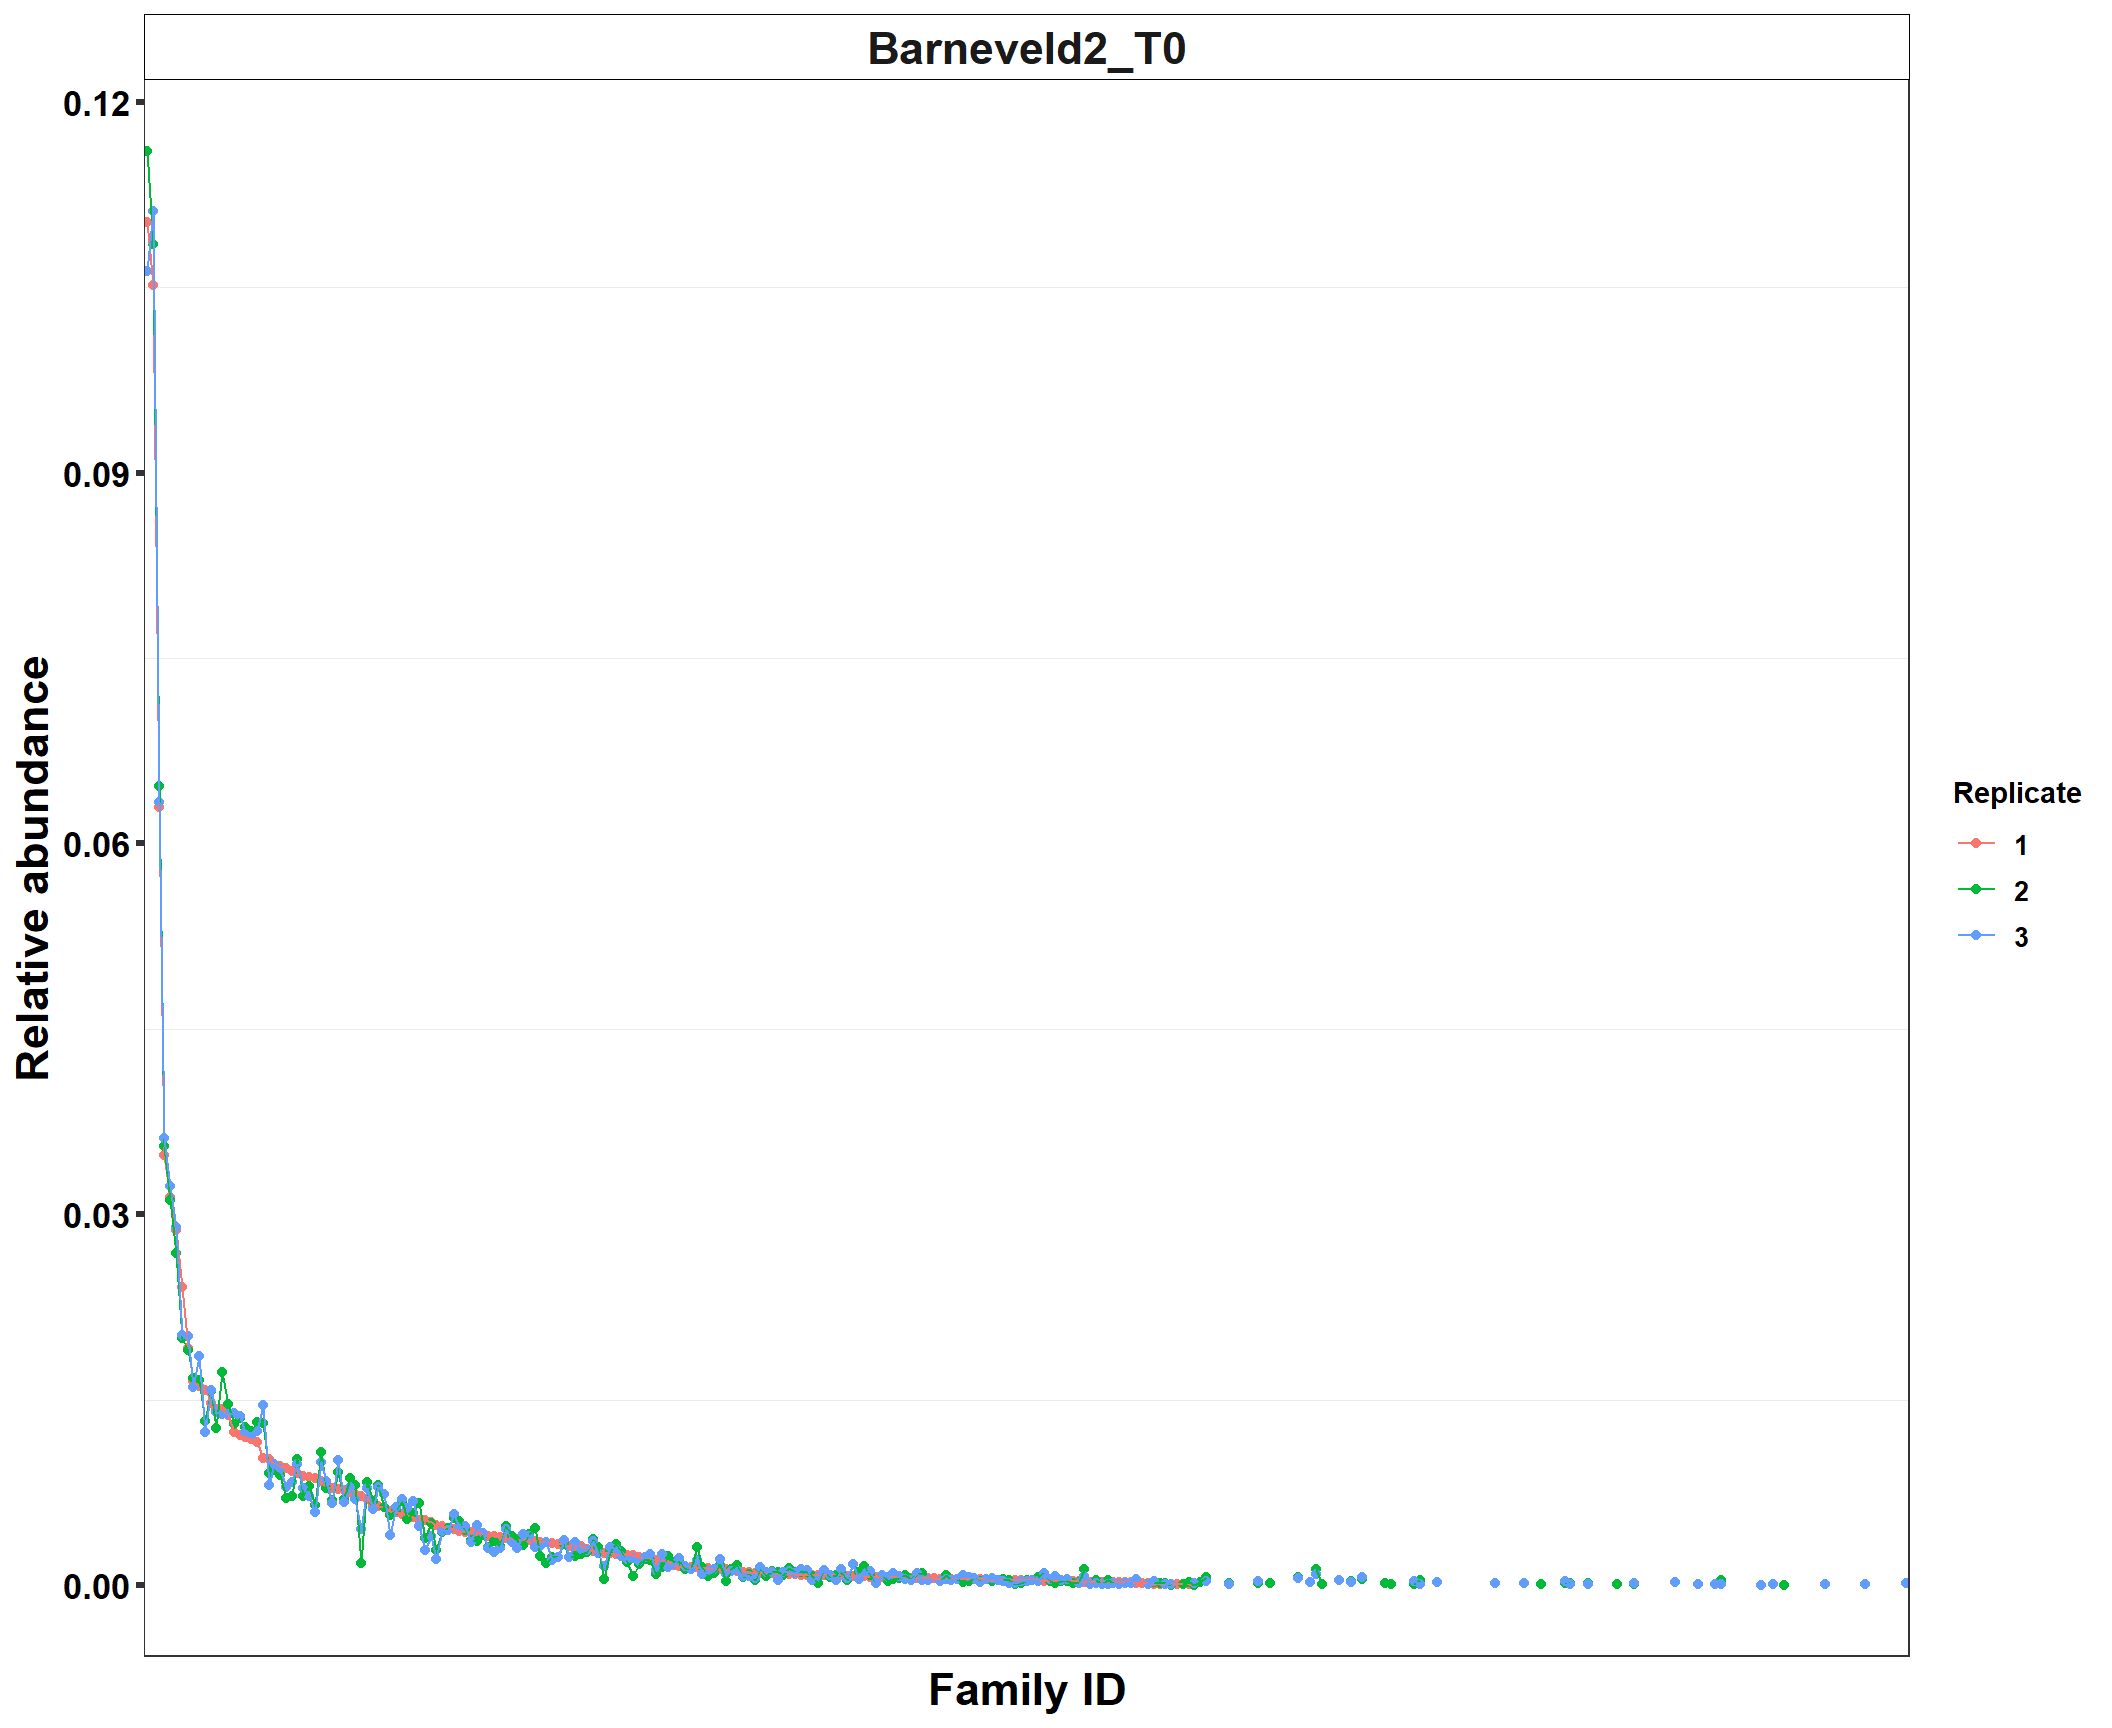 Barneveld2_T0
0.12
0.09
0.06
0.03
0.00
Relative abundance
Family ID
Replicate
1
2
3